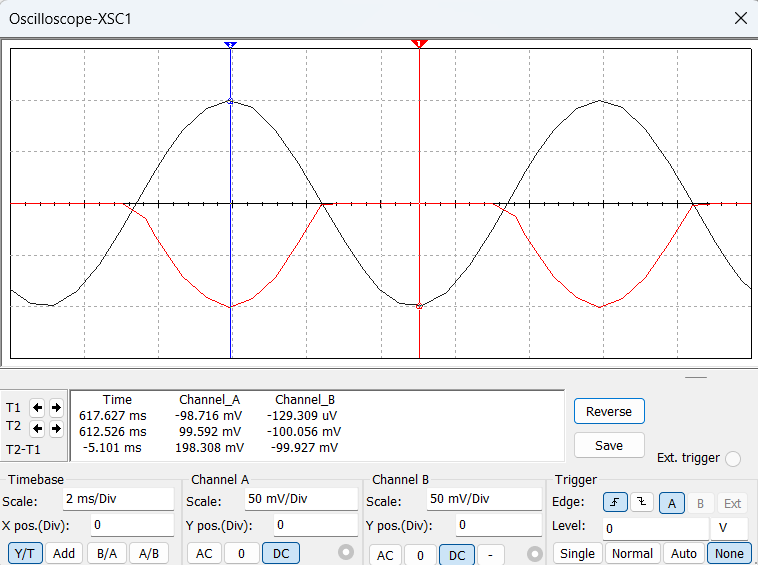 Oscilloscope-XSC1
2 1
Time Channel_A Channel_B
T1 617.627 ms -98.716 mV -129.309 uV
T2 612.526 ms 99.592 mV -100.056 mV
T2-T1 -5.101 ms 198.308 mV -99.927 mV
Reverse
Save
Ext. trigger
Timebase Channel A Channel B Trigger
Scale: 2 ms/Div Scale: 50 mV/Div Scale: 50 mV/Div Edge: A B Ext
X pos.(Div): 0 Y pos.(Div): 0 Y pos.(Div): 0 Level: 0 V
Y/T Add B/A A/B AC 0 DC AC 0 DC - Single Normal Auto None